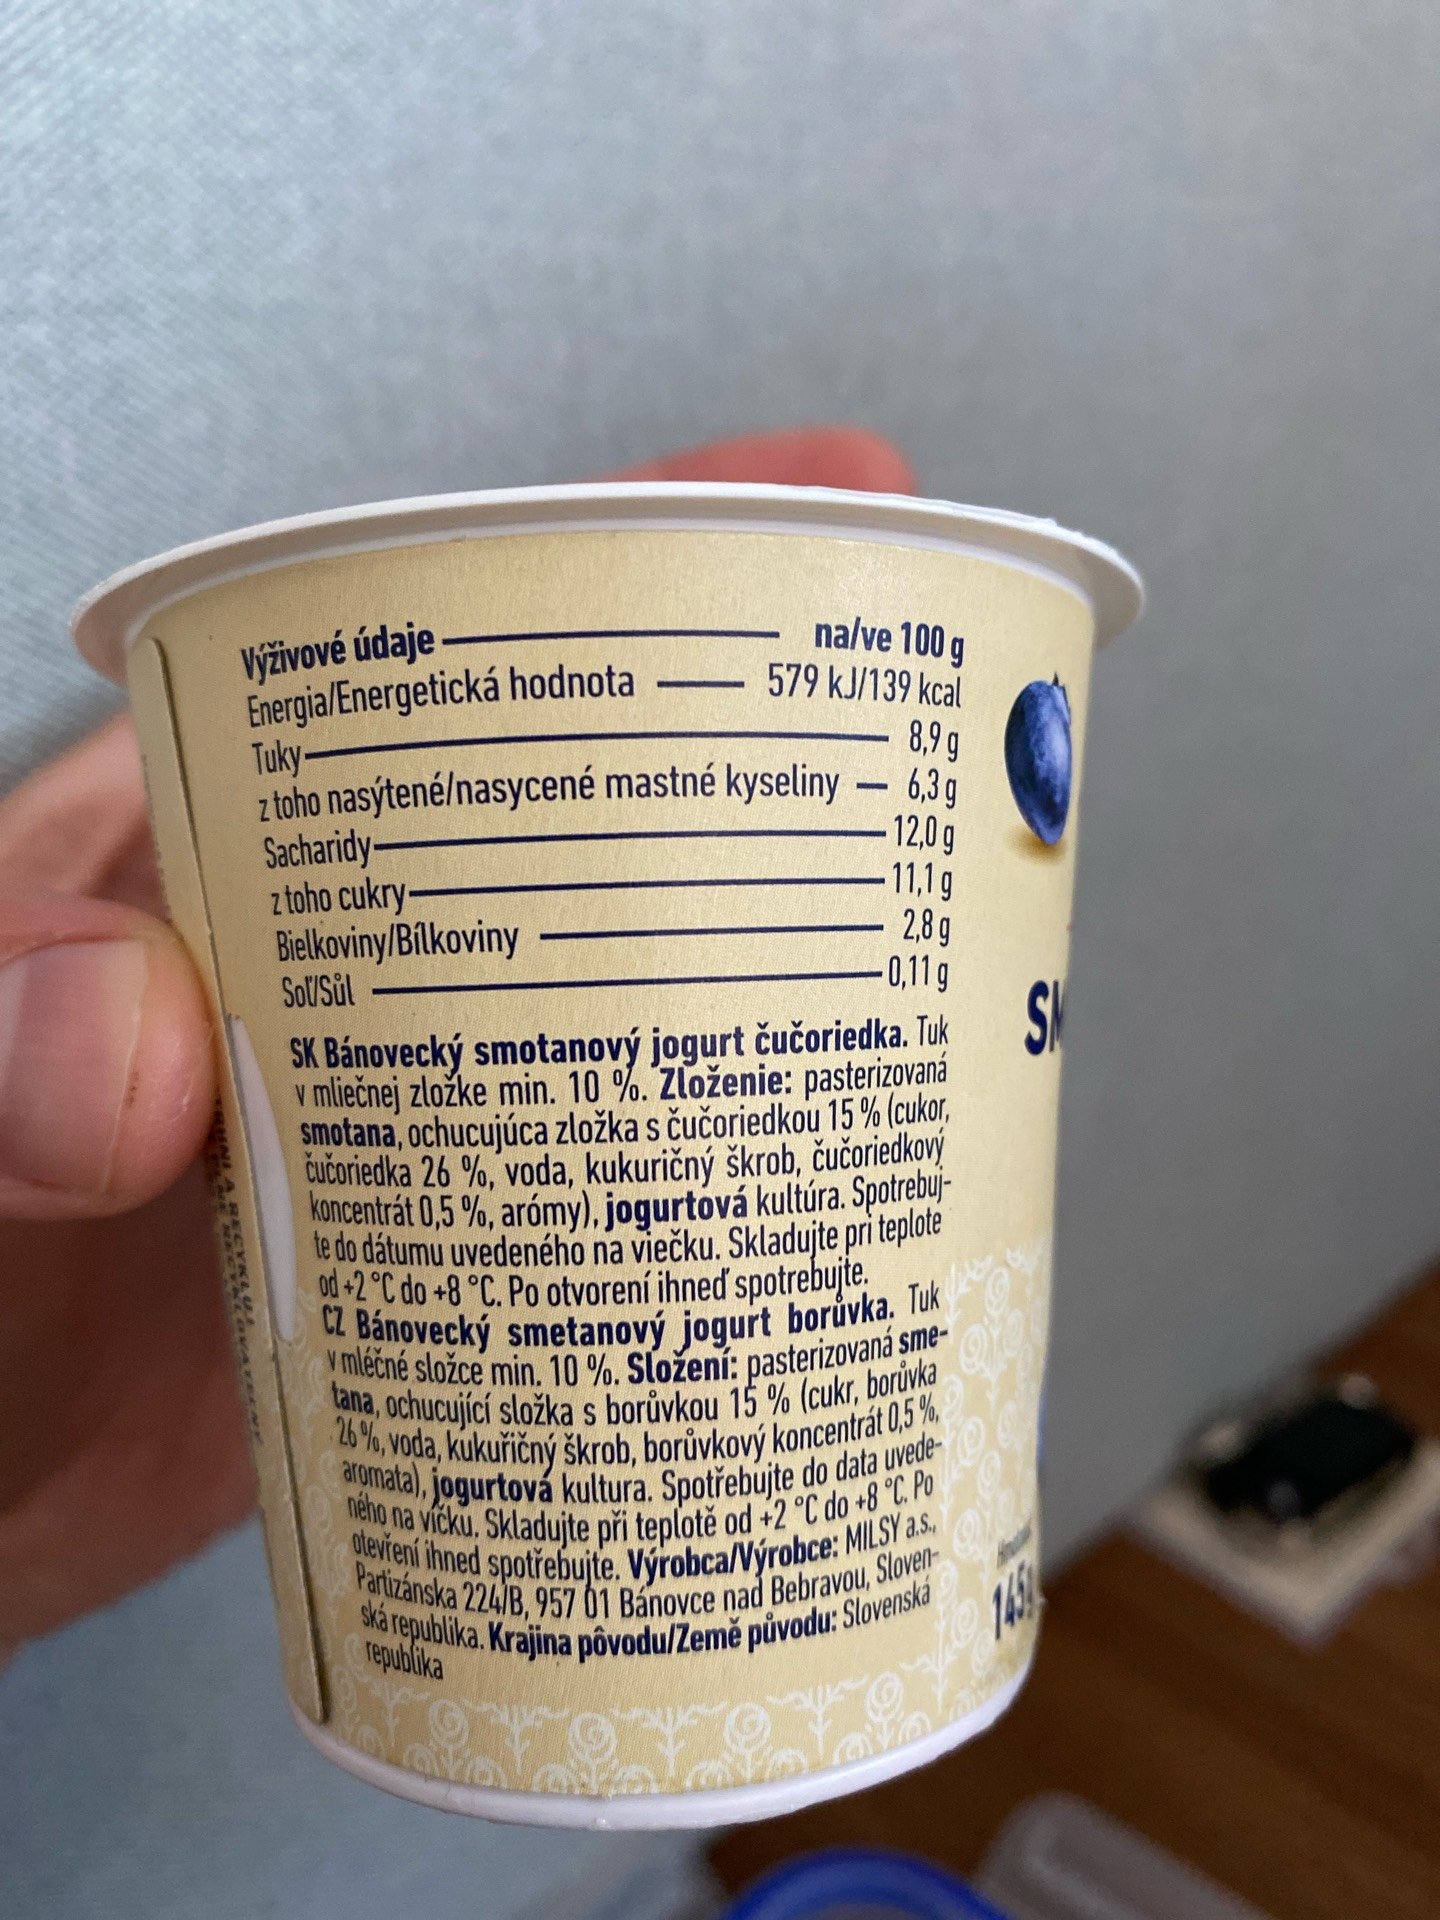 Výživové údaje na/ve 100 g
Energia/Energetická hodnota 579 kJ/139 kcal
Tuky 8,9 g
z toho nasýtené/nasycené mastné kyseliny 6,3 g
Sacharidy 12,0 g
z toho cukry 11,1 g
Bielkoviny/Bílkoviny 2,8 g
Soľ/Sůl 0,11 g
SK Bánovecký smotanový jogurt čučoriedka. Tuk
v mliečnej zložke min. 10 %. Zloženie: pasterizovaná
smotana, ochucujúca zložka s čučoriedkou 15 % (cukor,
čučoriedka 26 %, voda, kukuričný škrob, čučoriedkový
koncentrát 0,5 %, arómy), jogurtová kultúra. Spotrebuj-
te do dátumu uvedeného na viečku. Skladujte pri teplote
od +2 °C do +8 °C. Po otvorení ihneď spotrebujte.
CZ Bánovecký smetanový jogurt borůvka. Tuk
v mléčné složce min. 10 %. Složení: pasterizovaná sme-
tana, ochucující složka s borůvkou 15 % (cukr, borůvka
26 %, voda, kukuřičný škrob, borůvkový koncentrát 0,5 %,
aromata), jogurtová kultura. Spotřebujte do data uvede-
ného na víčku. Skladujte při teplotě od +2 °C do +8 °C. Po
otevření ihned spotřebujte. Výrobca/Výrobce: MILSY a.s.,
Partizánska 224/B, 957 01 Bánovce nad Bebravou, Sloven-
ská republika. Krajina pôvodu/Země původu: Slovenská
republika
SM
145g